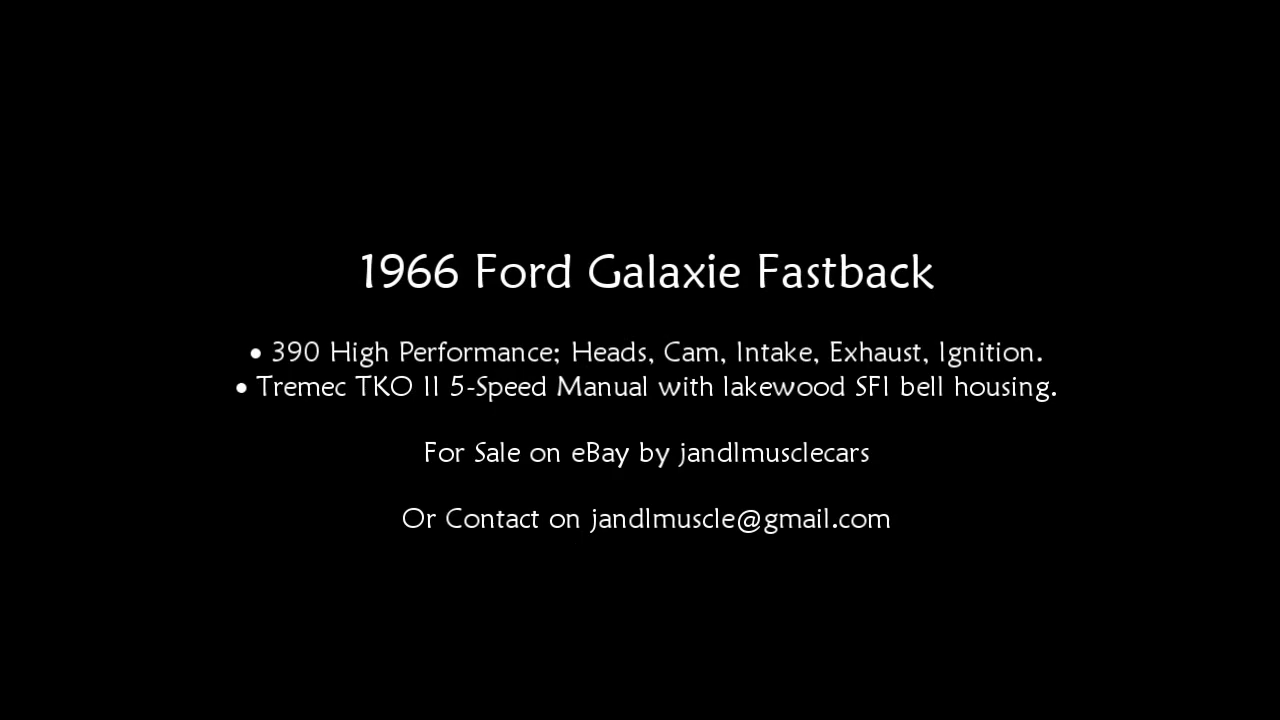 1966 Ford Galaxie Fastback
• 390 High Performance; Heads, Cam, Intake, Exhaust, Ignition.
• Tremec TKO II 5-Speed Manual with lakewood SFI bell housing.
For Sale on eBay by jandlmusclecars
Or Contact on jandlmuscle@gmail.com